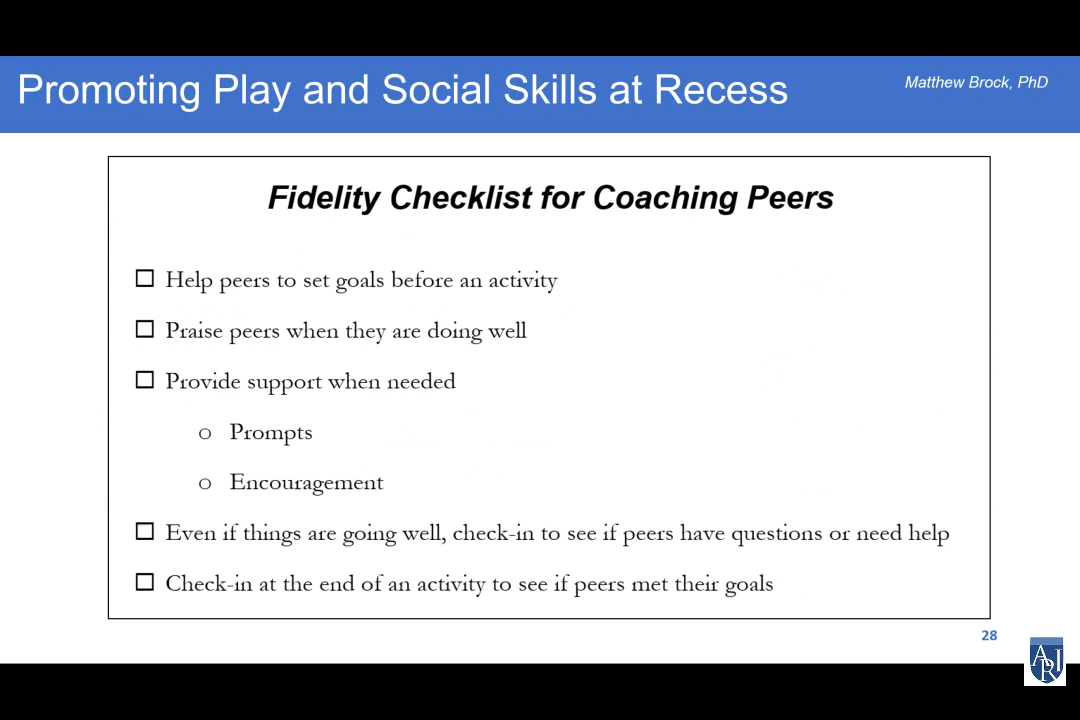 Promoting Play and Social Skills at Recess
Matthew Brock, PhD
Fidelity Checklist for Coaching Peers
☐ Help peers to set goals before an activity
☐ Praise peers when they are doing well
☐ Provide support when needed
o Prompts
o Encouragement
☐ Even if things are going well, check-in to see if peers have questions or need help
☐ Check-in at the end of an activity to see if peers met their goals
28
ARI